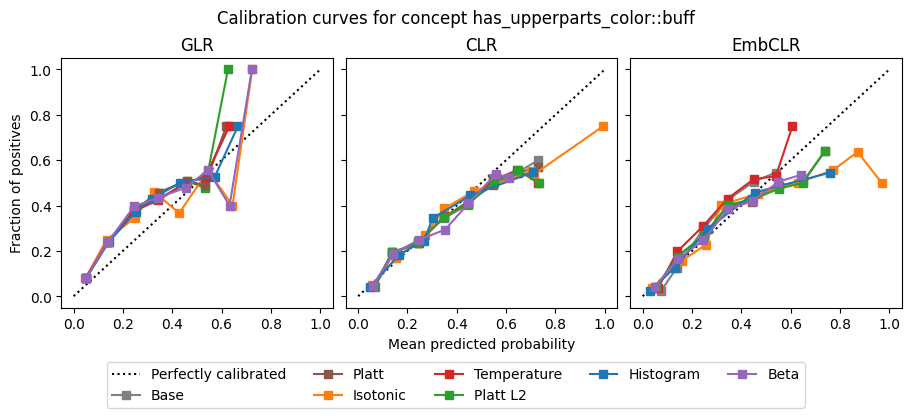 Calibration curves for concept has_upperparts_color::buff
GLR
CLR
EmbCLR
Fraction of positives
1.0
0.8
0.6
0.4
0.2
0.0
0.0 0.2 0.4 0.6 0.8 1.0
0.0 0.2 0.4 0.6 0.8 1.0
0.0 0.2 0.4 0.6 0.8 1.0
Mean predicted probability
Perfectly calibrated Platt Temperature Histogram Beta
Base Isotonic Platt L2